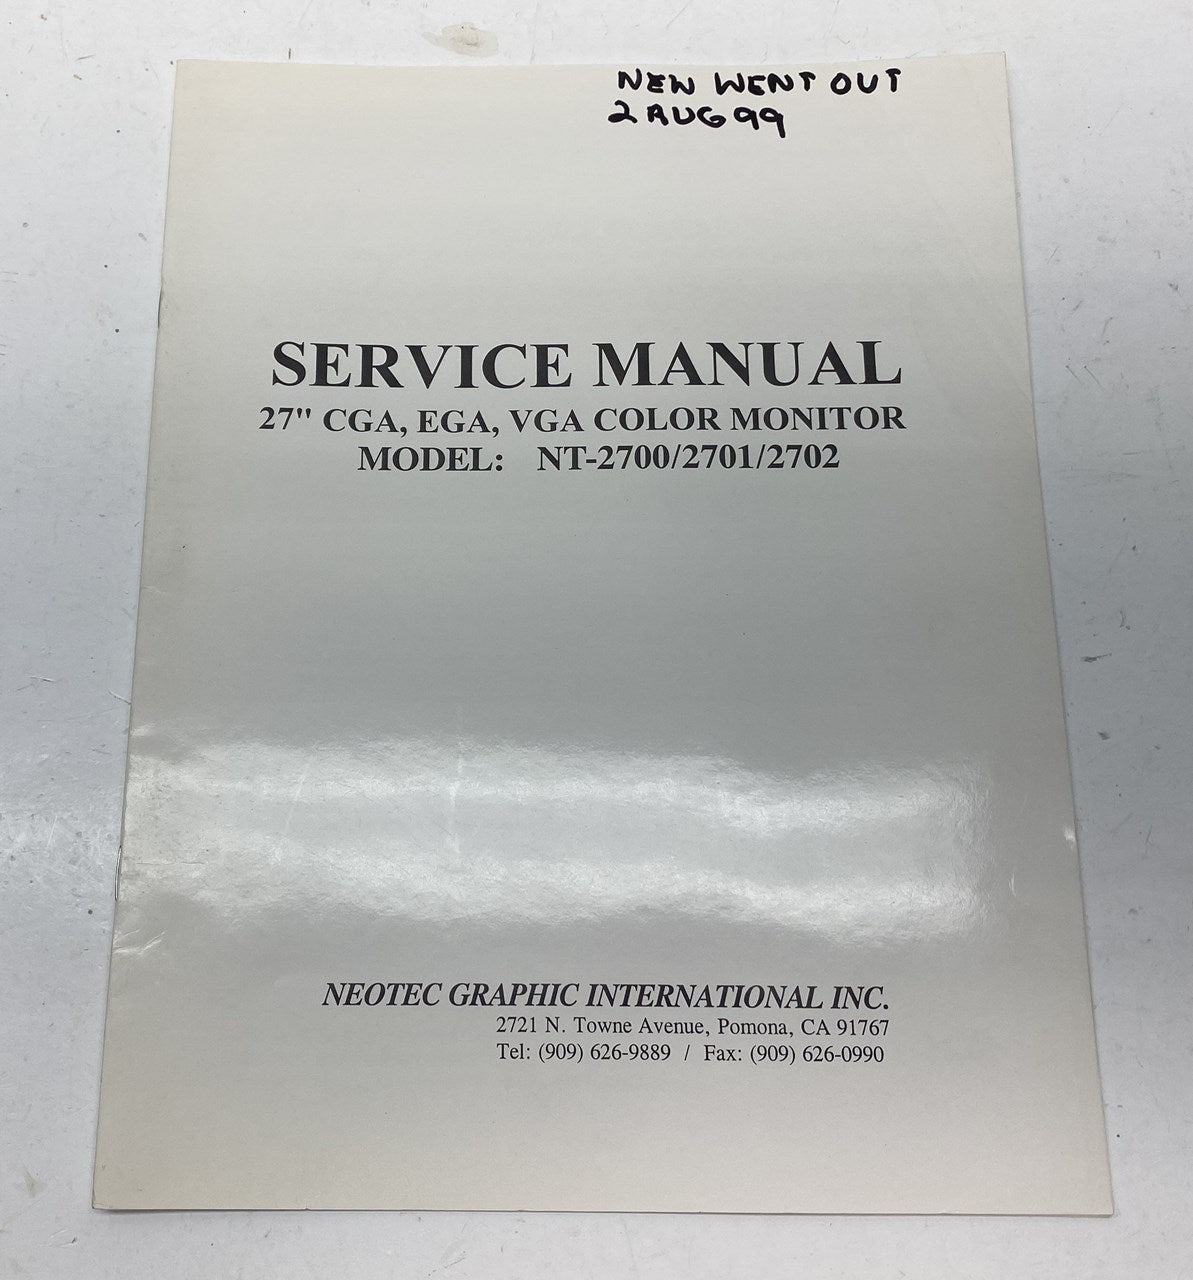 NEW WENT OUT
2 AUG 99
SERVICE MANUAL
27" CGA, EGA, VGA COLOR MONITOR
MODEL: NT-2700/2701/2702
NEOTEC GRAPHIC INTERNATIONAL INC.
2721 N. Towne Avenue, Pomona, CA 91767
Tel: (909) 626-9889 / Fax: (909) 626-0990